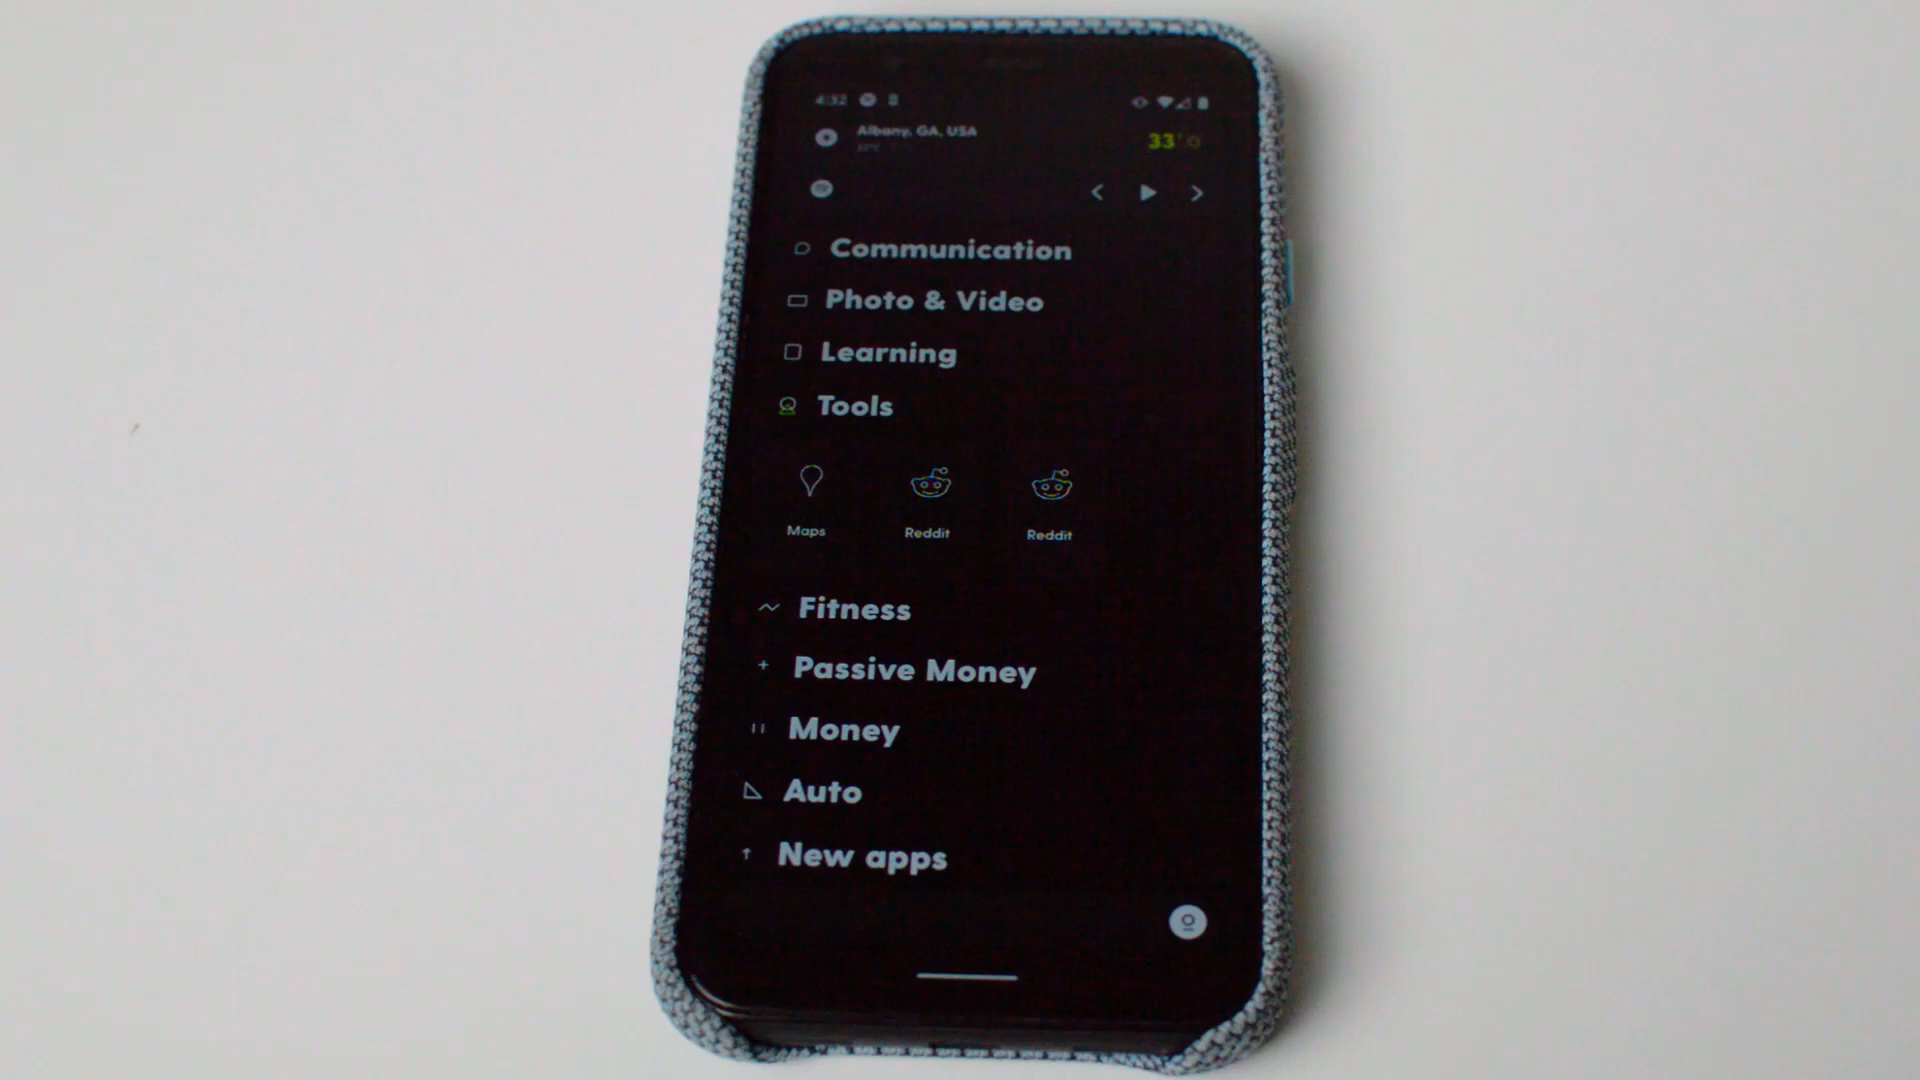 4:32
Albany, GA, USA
33°
Communication
Photo & Video
Learning
Tools
Maps Reddit Reddit
Fitness
Passive Money
Money
Auto
New apps